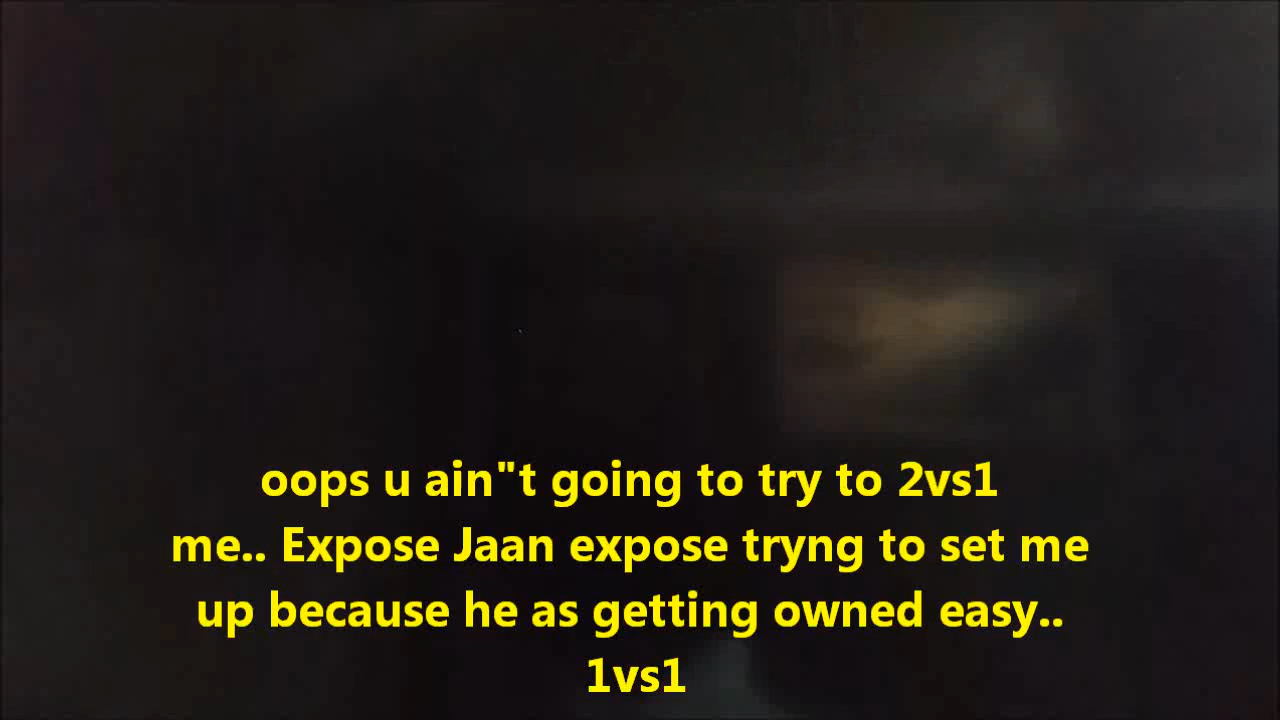 oops u ain"t going to try to 2vs1
me.. Expose Jaan expose tryng to set me
up because he as getting owned easy..
1vs1